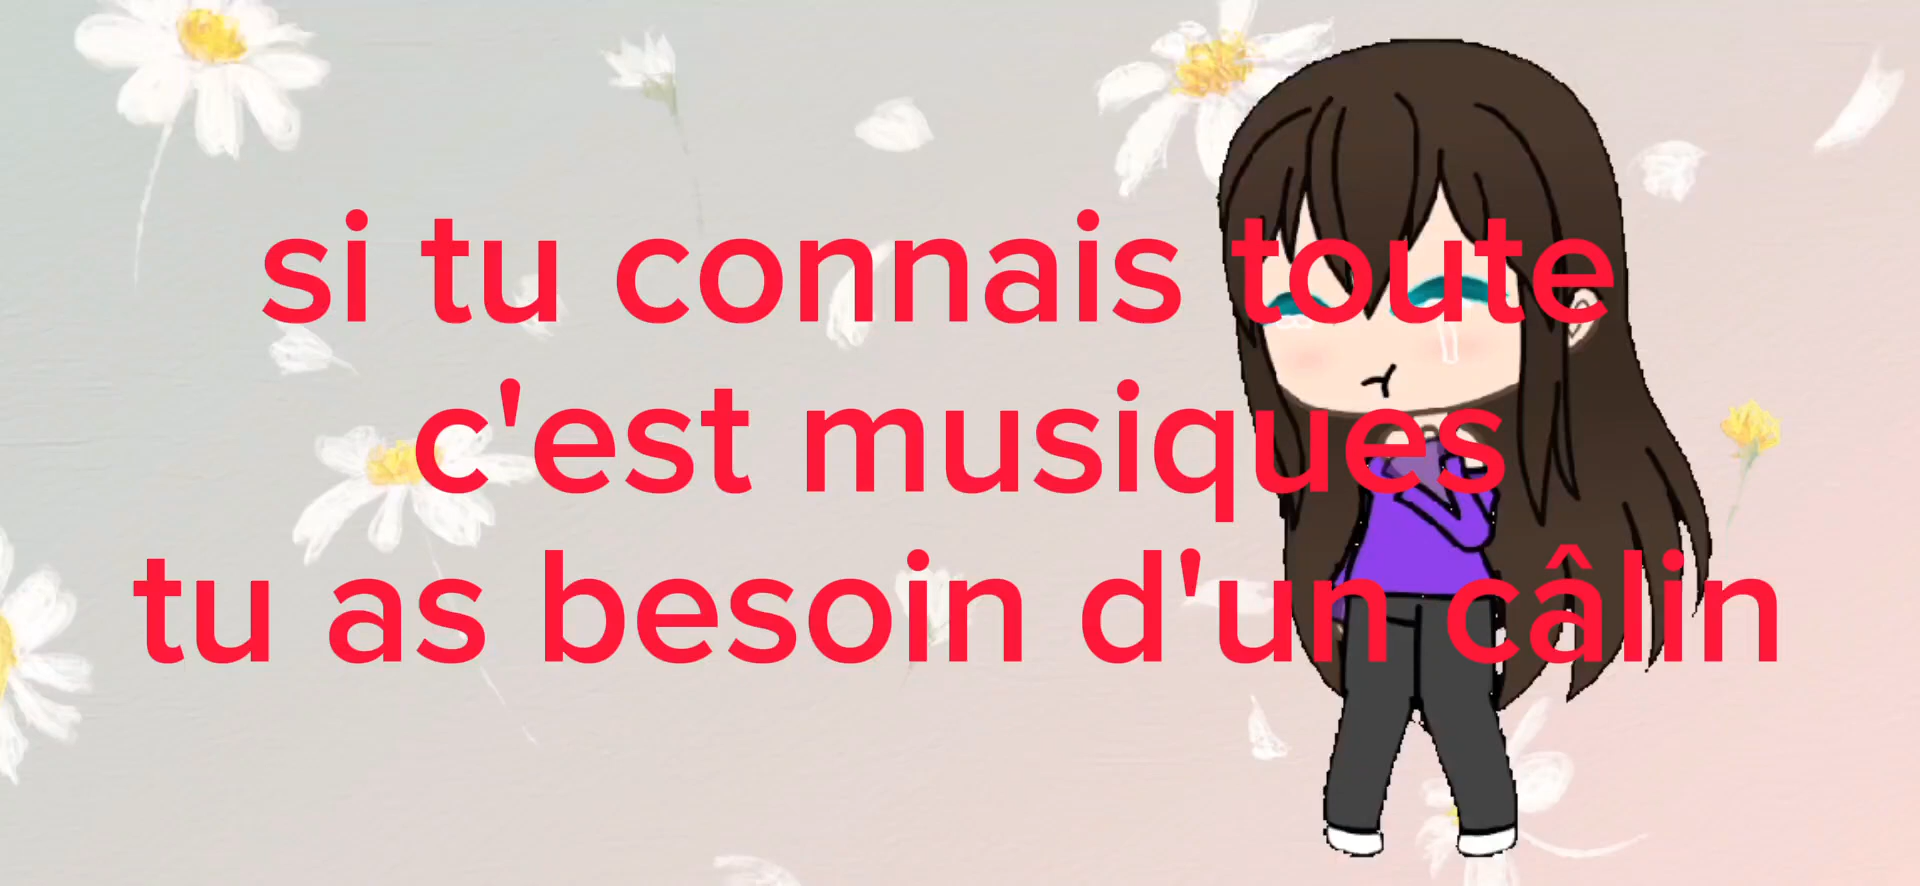 si tu connais toute
c'est musiques
tu as besoin d'un câlin